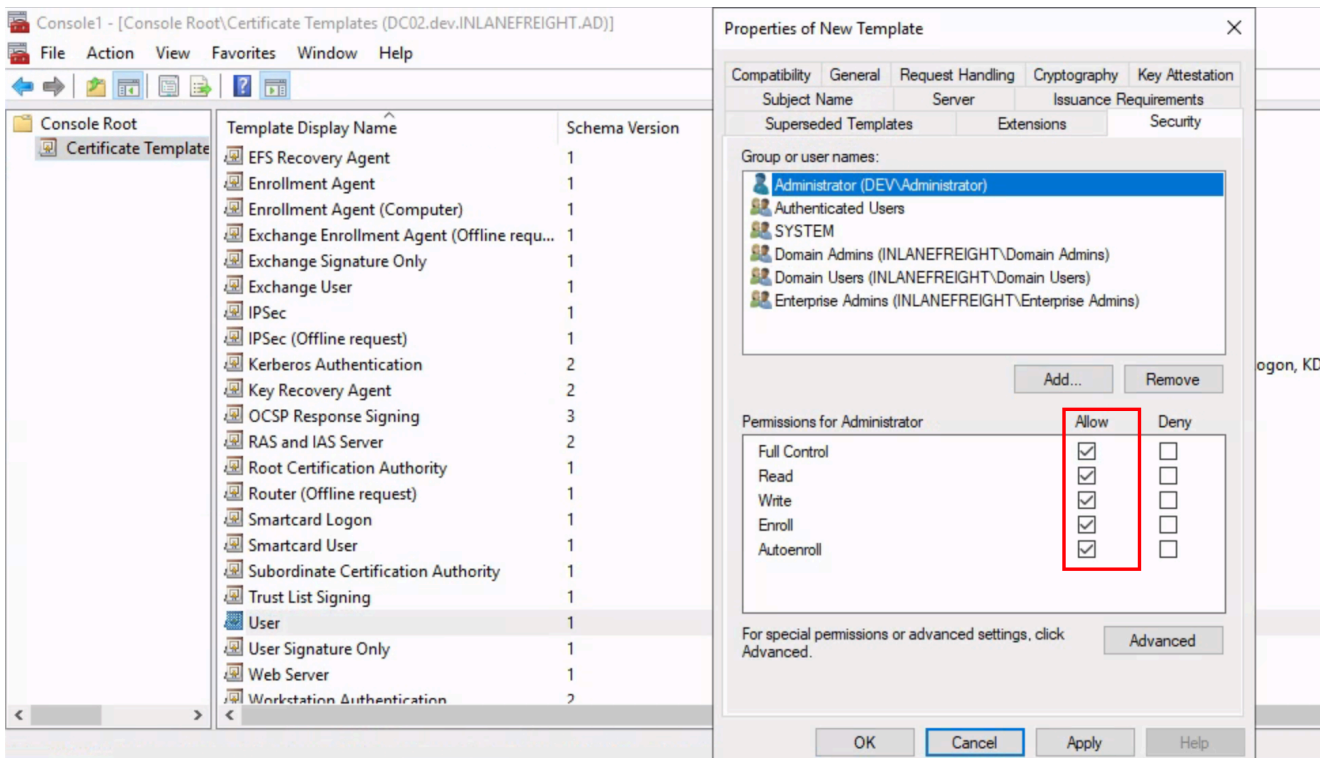 Console1 - [Console Root\Certificate Templates (DC02.dev.INLANEFREIGHT.AD)]
File Action View Favorites Window Help
Console Root
Certificate Template
Template Display Name Schema Version
EFS Recovery Agent 1
Enrollment Agent 1
Enrollment Agent (Computer) 1
Exchange Enrollment Agent (Offline requ... 1
Exchange Signature Only 1
Exchange User 1
IPSec 1
IPSec (Offline request) 1
Kerberos Authentication 2
Key Recovery Agent 2
OCSP Response Signing 3
RAS and IAS Server 2
Root Certification Authority 1
Router (Offline request) 1
Smartcard Logon 1
Smartcard User 1
Subordinate Certification Authority 1
Trust List Signing 1
User 1
User Signature Only 1
Web Server 1
Workstation Authentication 2
Properties of New Template
Compatibility General Request Handling Cryptography Key Attestation
Subject Name Server Issuance Requirements
Superseded Templates Extensions Security
Group or user names:
Administrator (DEV\Administrator)
Authenticated Users
SYSTEM
Domain Admins (INLANEFREIGHT\Domain Admins)
Domain Users (INLANEFREIGHT\Domain Users)
Enterprise Admins (INLANEFREIGHT\Enterprise Admins)
Add... Remove
Permissions for Administrator Allow Deny
Full Control
Read
Write
Enroll
Autoenroll
For special permissions or advanced settings, click
Advanced.
Advanced
OK Cancel Apply Help
ogon, KD